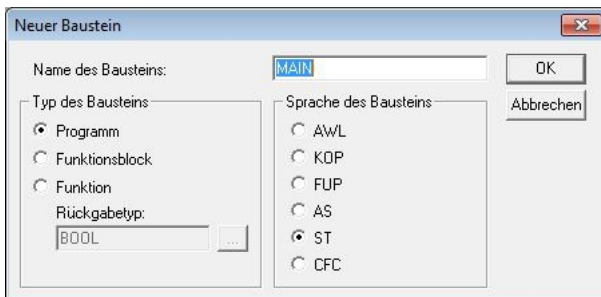 Neuer Baustein
Name des Bausteins:
MAIN
OK
Abbrechen
Typ des Bausteins
Programm
Funktionsblock
Funktion
Rückgabetyp:
BOOL
...
Sprache des Bausteins
AWL
KOP
FUP
AS
ST
CFC